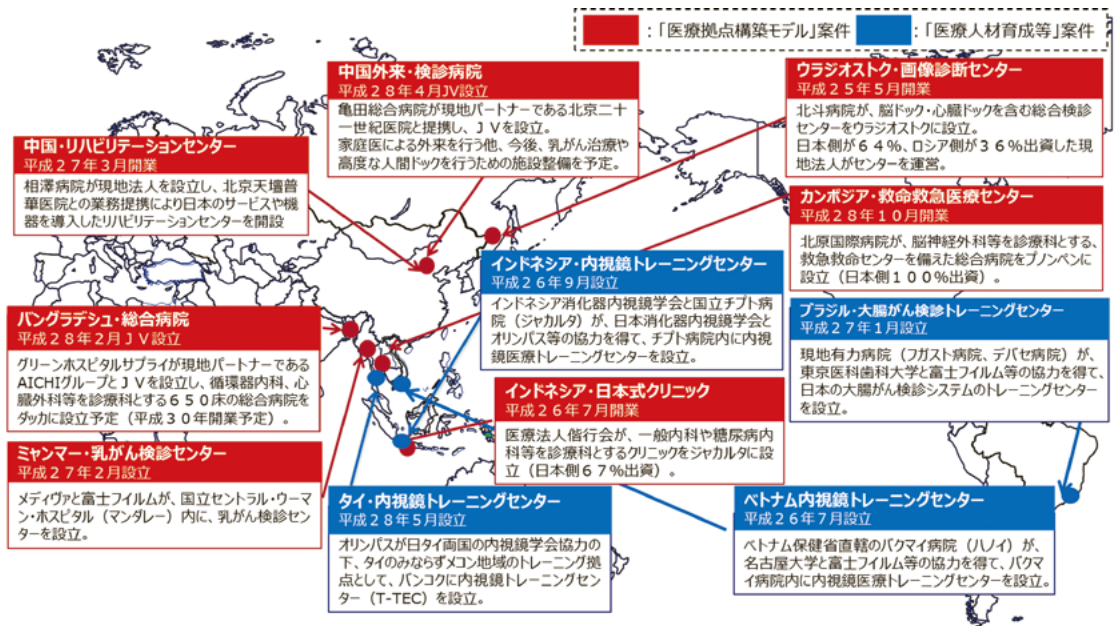 ：「医療拠点構築モデル」案件
：「医療人材育成等」案件
中国外来・検診病院
平成２８年４月JV設立
亀田総合病院が現地パートナーである北京二十
一世紀医院と提携し、ＪＶを設立。
家庭医による外来を行う他、今後、乳がん治療や
高度な人間ドックを行うための施設整備を予定。
ウラジオストク・画像診断センター
平成２５年５月開業
北斗病院が、脳ドック・心臓ドックを含む総合検診
センターをウラジオストクに設立。
日本側が６４％、ロシア側が３６％出資した現
地法人がセンターを運営。
中国・リハビリテーションセンター
平成２７年３月開業
相澤病院が現地法人を設立し、北京天壇普
華医院との業務提携により日本のサービスや機
器を導入したリハビリテーションセンターを開設
カンボジア・救命救急医療センター
平成２８年１０月開業
北原国際病院が、脳神経外科等を診療科とする、
救急救命センターを備えた総合病院をプノンペンに
設立（日本側１００％出資）。
インドネシア・内視鏡トレーニングセンター
平成２６年９月設立
インドネシア消化器内視鏡学会と国立チプト病
院（ジャカルタ）が、日本消化器内視鏡学会と
オリンパス等の協力を得て、チプト病院内に内視
鏡医療トレーニングセンターを設立。
バングラデシュ・総合病院
平成２８年２月ＪＶ設立
グリーンホスピタルサプライが現地パートナーである
AICHIグループとＪＶを設立し、循環器内科、心
臓外科等を診療科とする６５０床の総合病院を
ダッカに設立予定（平成３０年開業予定）。
ブラジル・大腸がん検診トレーニングセンター
平成２７年１月設立
現地有力病院（フガスト病院、デバセ病院）が、
東京医科歯科大学と富士フイルム等の協力を得て、
日本の大腸がん検診システムのトレーニングセンター
を設立。
インドネシア・日本式クリニック
平成２６年７月開業
医療法人偕行会が、一般内科や糖尿病内
科等を診療科とするクリニックをジャカルタに設
立（日本側６７％出資）。
ミャンマー・乳がん検診センター
平成２７年２月設立
メディヴァと富士フイルムが、国立セントラル・ウーマ
ン・ホスピタル（マンダレー）内に、乳がん検診セン
ターを設立。
タイ・内視鏡トレーニングセンター
平成２８年５月設立
オリンパスが日タイ両国の内視鏡学会協力の
下、タイのみならずメコン地域のトレーニング拠
点として、バンコクに内視鏡トレーニングセン
ター（T-TEC）を設立。
ベトナム内視鏡トレーニングセンター
平成２６年７月設立
ベトナム保健省直轄のバクマイ病院（ハノイ）が、
名古屋大学と富士フイルム等の協力を得て、バクマ
イ病院内に内視鏡医療トレーニングセンターを設立。